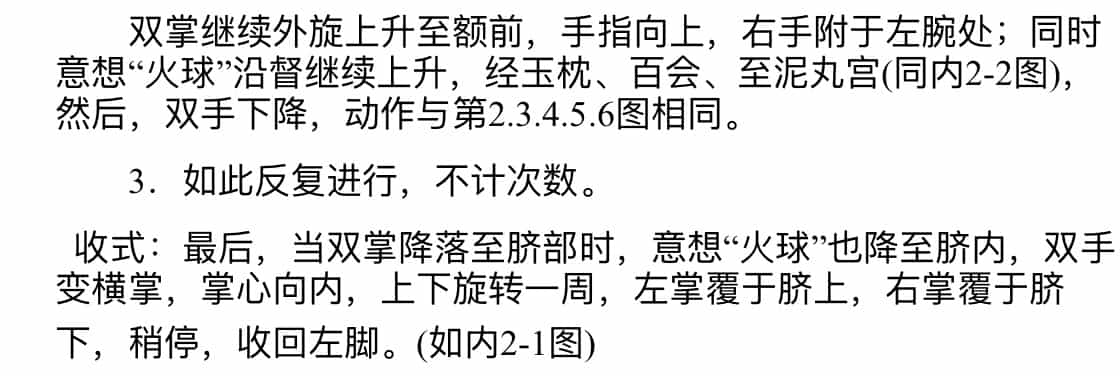 双掌继续外旋上升至额前，手指向上，右手附于左腕处；同时
意想“火球”沿督继续上升，经玉枕、百会、至泥丸宫(同内2-2图)，
然后，双手下降，动作与第2.3.4.5.6图相同。
3．如此反复进行，不计次数。
收式：最后，当双掌降落至脐部时，意想“火球”也降至脐内，双手
变横掌，掌心向内，上下旋转一周，左掌覆于脐上，右掌覆于脐
下，稍停，收回左脚。(如内2-1图)